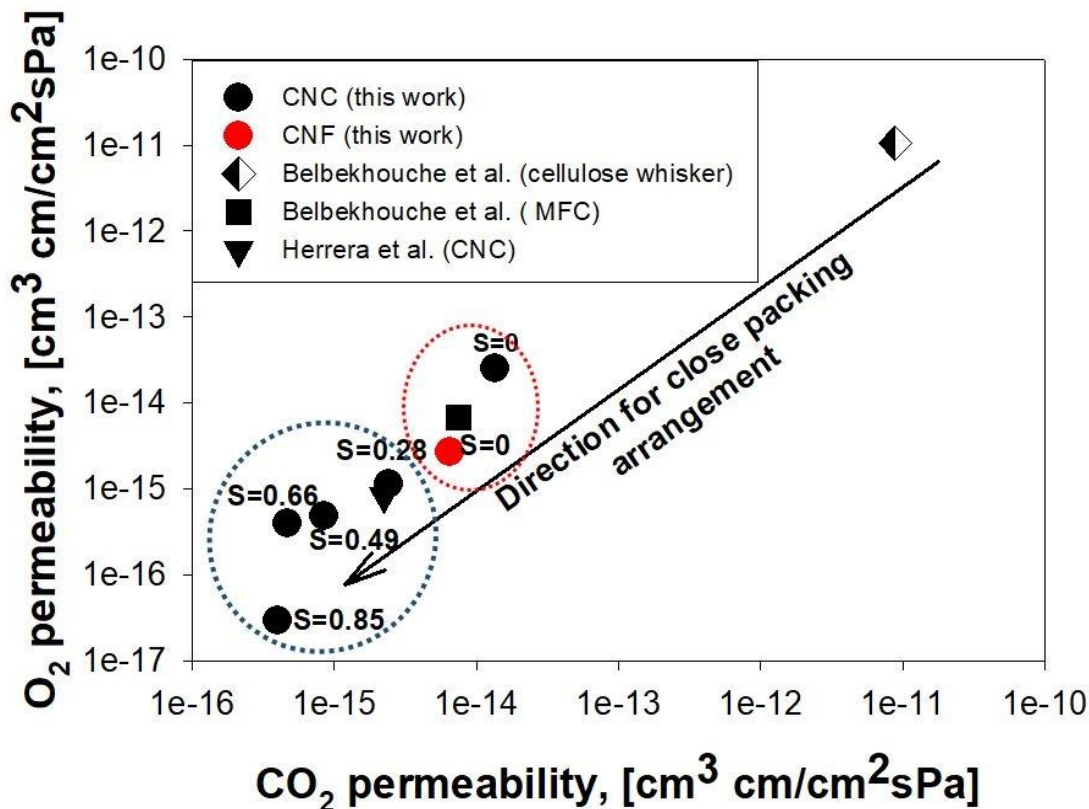 O₂ permeability, [cm³ cm/cm²sPa]
1e-10
1e-11
1e-12
1e-13
1e-14
1e-15
1e-16
1e-17
CNC (this work)
CNF (this work)
Belbekhouche et al. (cellulose whisker)
Belbekhouche et al. ( MFC)
Herrera et al. (CNC)
S=0
S=0
S=0.28
S=0.66
S=0.49
S=0.85
Direction for close packing
arrangement
1e-16 1e-15 1e-14 1e-13 1e-12 1e-11 1e-10
CO₂ permeability, [cm³ cm/cm²sPa]